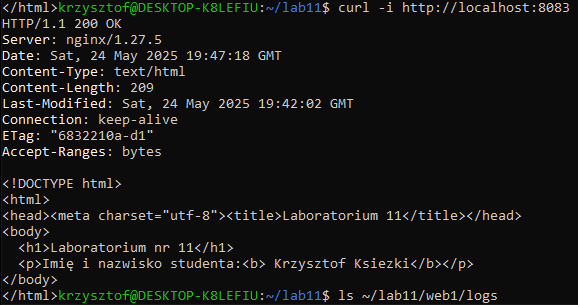 </html>krzysztof@DESKTOP-K8LEFIU:~/lab11$ curl -i http://localhost:8083
HTTP/1.1 200 OK
Server: nginx/1.27.5
Date: Sat, 24 May 2025 19:47:18 GMT
Content-Type: text/html
Content-Length: 209
Last-Modified: Sat, 24 May 2025 19:42:02 GMT
Connection: keep-alive
ETag: "6832210a-d1"
Accept-Ranges: bytes

<!DOCTYPE html>
<html>
<head><meta charset="utf-8"><title>Laboratorium 11</title></head>
<body>
  <h1>Laboratorium nr 11</h1>
  <p>Imię i nazwisko studenta:<b> Krzysztof Ksiezki</b></p>
</body>
</html>krzysztof@DESKTOP-K8LEFIU:~/lab11$ ls ~/lab11/web1/logs